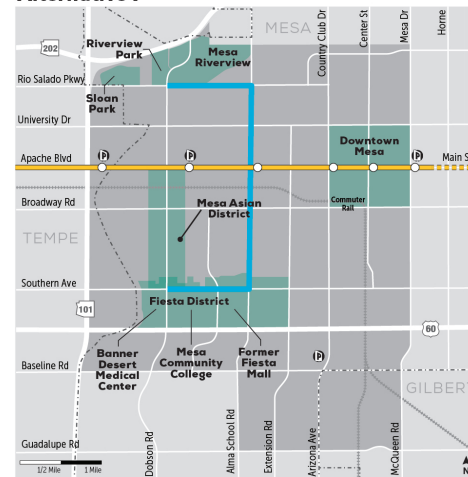 MESA
202
Riverview
Park
Mesa
Riverview
Country Club Dr
Center St
Mesa Dr
Horne
Rio Salado Pkwy
Sloan
Park
University Dr
Downtown
Mesa
Apache Blvd
Main S
Broadway Rd
Mesa Asian
District
Commuter
Rail
TEMPE
Southern Ave
101
Fiesta District
60
Banner
Desert
Medical
Center
Mesa
Community
College
Former
Fiesta
Mall
Baseline Rd
GILBERT
Guadalupe Rd
Dobson Rd
Alma School Rd
Extension Rd
Arizona Ave
McQueen Rd
1/2 Mile
1 Mile
N